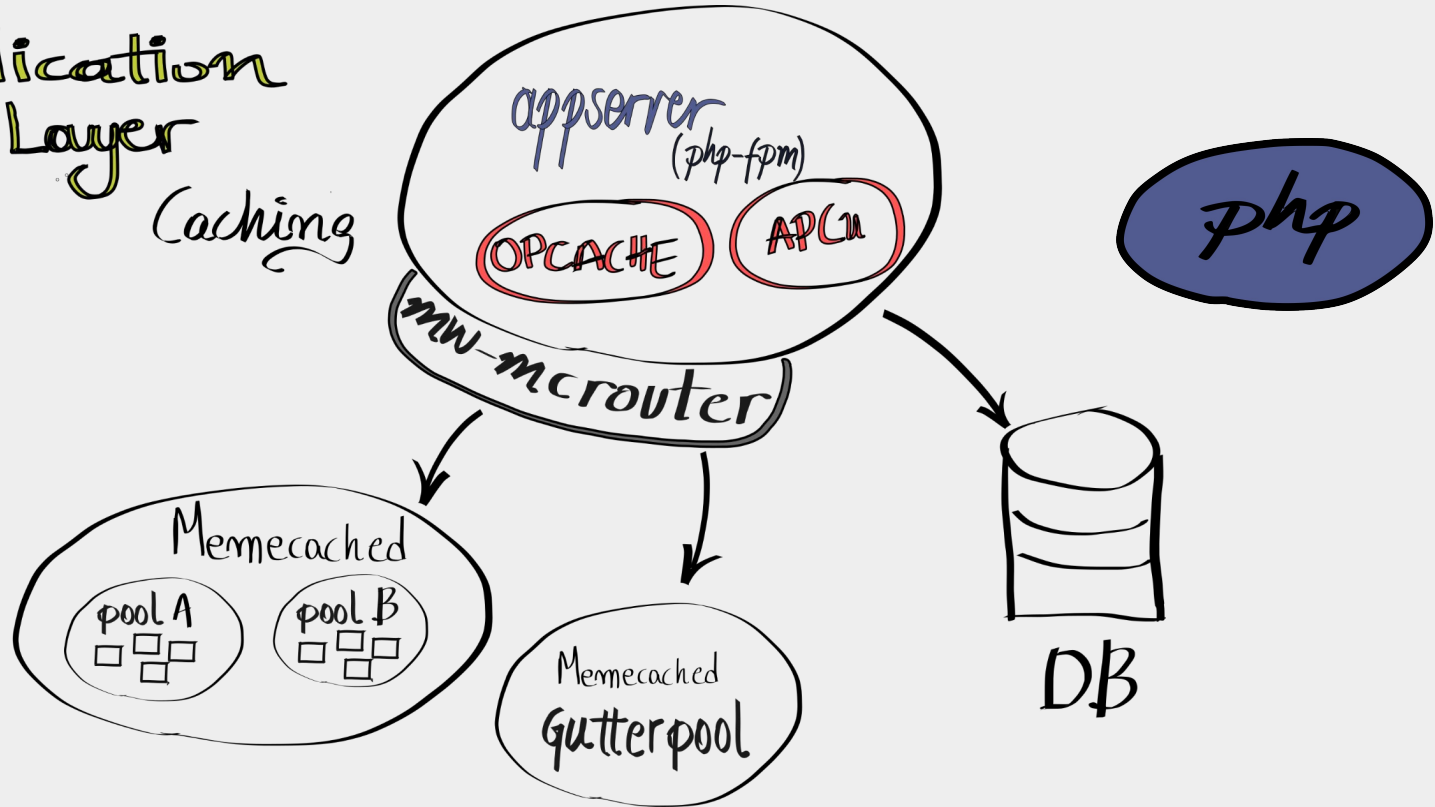 lication
Layer
Caching
appserver
(php-fpm)
OPCACHE
APCu
php
mw-mcrouter
Memecached
pool A
pool B
Memecached
Gutterpool
DB